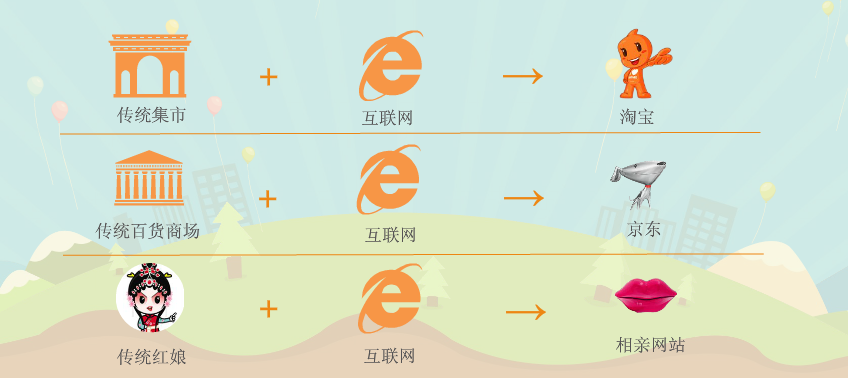 传统集市 + 互联网 → 淘宝
传统百货商场 + 互联网 → 京东
传统红娘 + 互联网 → 相亲网站